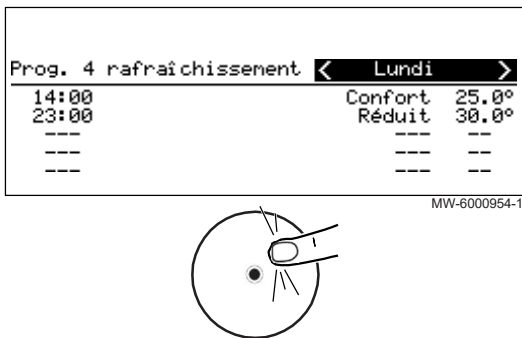 Prog. 4 rafraîchissement < Lundi >
14:00 Confort 25.0°
23:00 Réduit 30.0°
--- --- --
--- --- --
--- --- --
MW-6000954-1